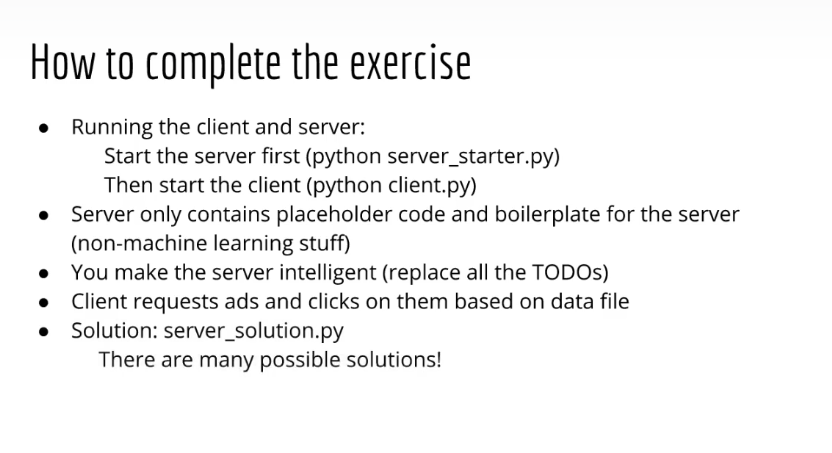 How to complete the exercise
● Running the client and server:
Start the server first (python server_starter.py)
Then start the client (python client.py)
● Server only contains placeholder code and boilerplate for the server
(non-machine learning stuff)
● You make the server intelligent (replace all the TODOs)
● Client requests ads and clicks on them based on data file
● Solution: server_solution.py
There are many possible solutions!